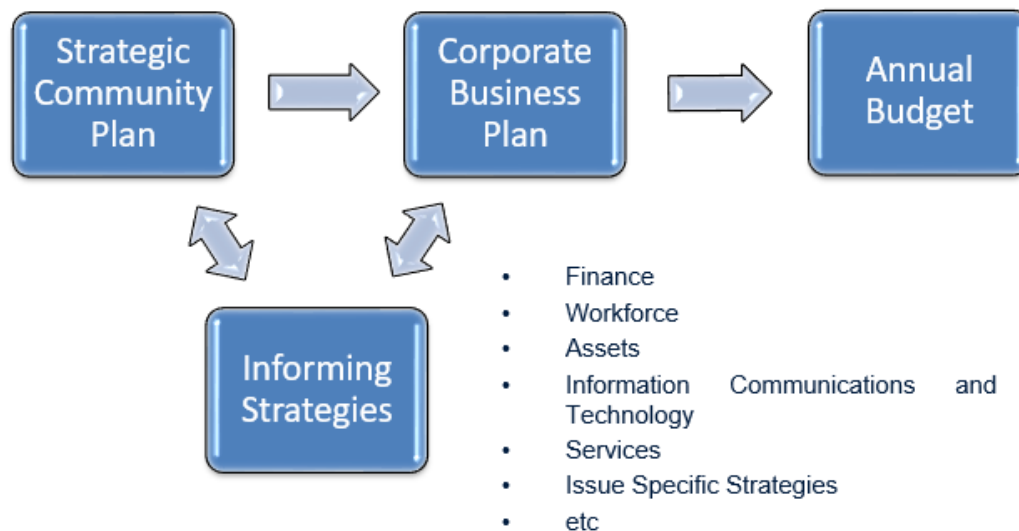 Strategic
Community
Plan
Corporate
Business
Plan
Annual
Budget
Informing
Strategies
• Finance
• Workforce
• Assets
• Information Communications and
Technology
• Services
• Issue Specific Strategies
• etc